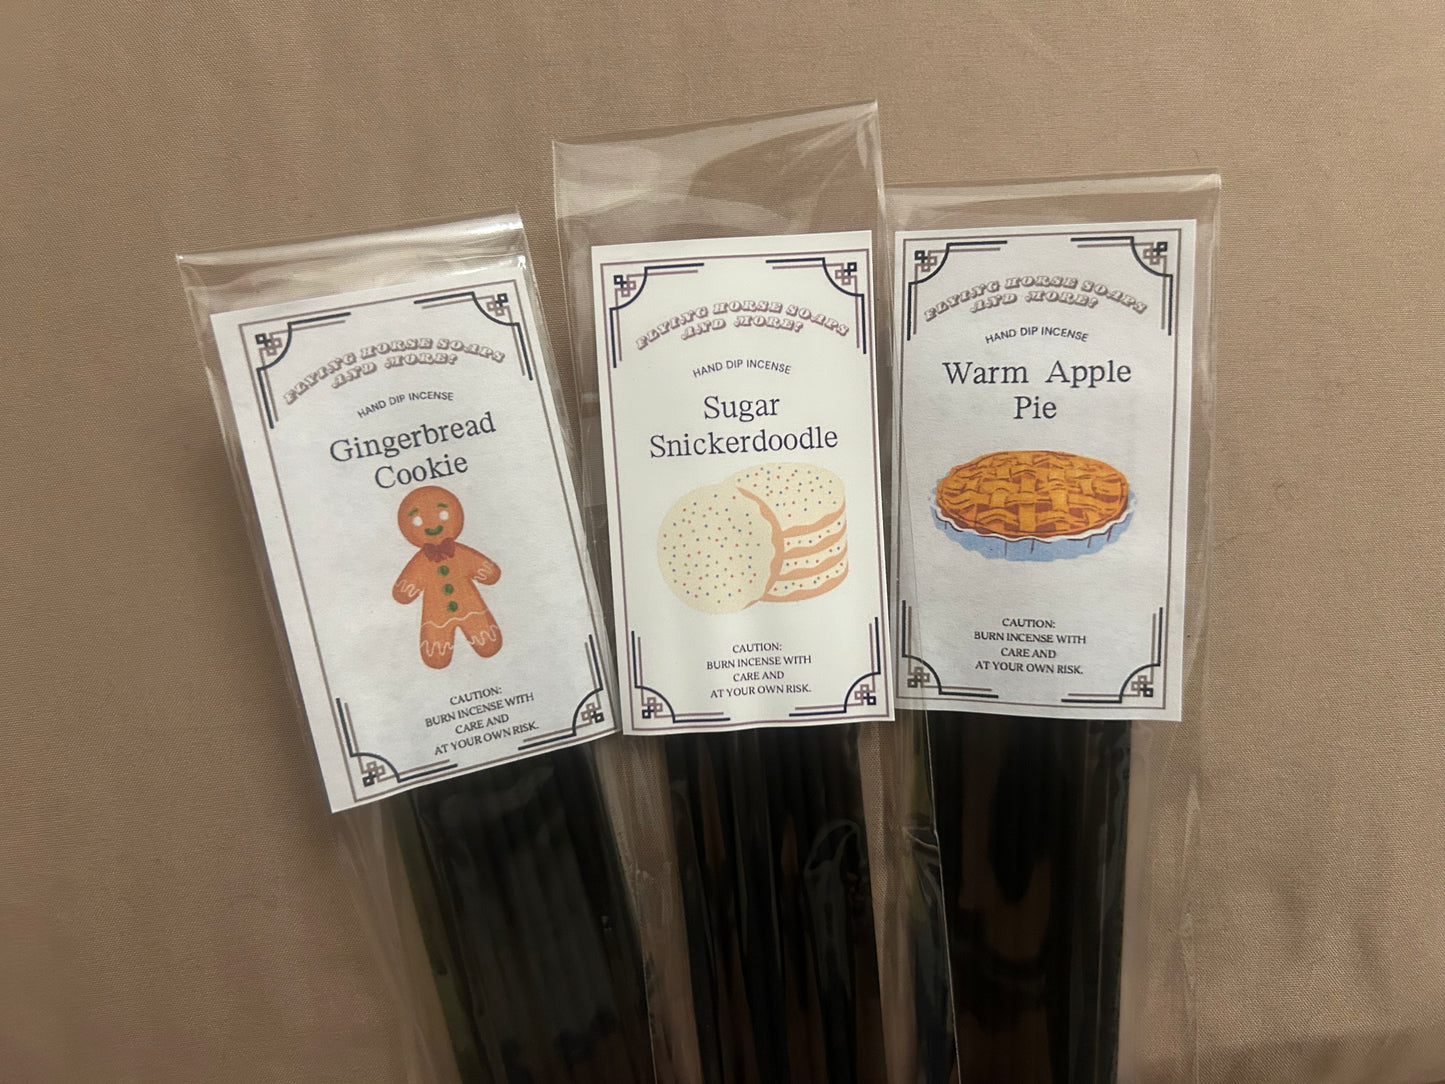 FLYING HORSE SOAPS
AND MORE!
HAND DIP INCENSE
Gingerbread
Cookie
CAUTION:
BURN INCENSE WITH
CARE AND
AT YOUR OWN RISK.
FLYING HORSE SOAPS
AND MORE!
HAND DIP INCENSE
Sugar
Snickerdoodle
CAUTION:
BURN INCENSE WITH
CARE AND
AT YOUR OWN RISK.
FLYING HORSE SOAPS
AND MORE!
HAND DIP INCENSE
Warm Apple
Pie
CAUTION:
BURN INCENSE WITH
CARE AND
AT YOUR OWN RISK.